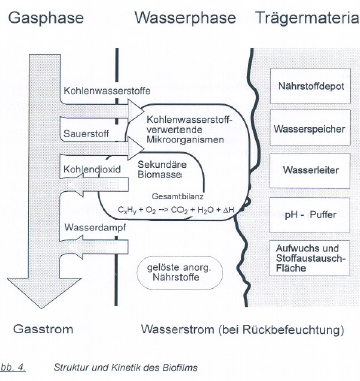 Gasphase Wasserphase Trägermateria
Kohlenwasserstoffe
Sauerstoff
Kohlendioxid
Wasserdampf
Kohlenwasserstoff-
verwertende
Mikroorganismen
Sekundäre
Biomasse
Gesamtbilanz
CxHy + O2 –> CO2 + H2O + ΔH
gelöste anorg.
Nährstoffe
Nährstoffdepot
Wasserspeicher
Wasserleiter
pH - Puffer
Aufwuchs und
Stoffaustausch-
Fläche
Gasstrom Wasserstrom (bei Rückbefeuchtung)
bb. 4. Struktur und Kinetik des Biofilms